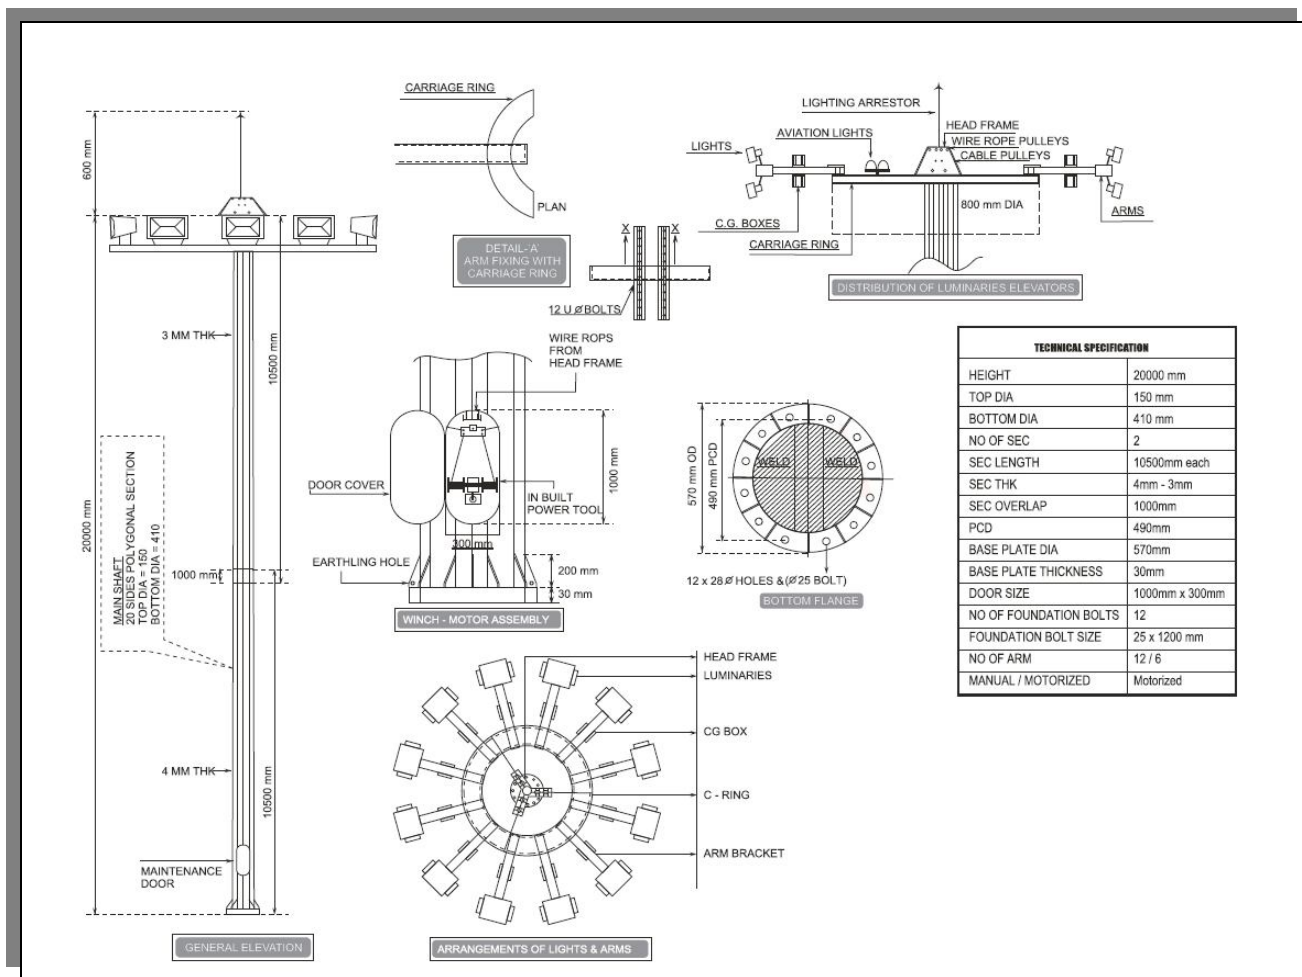 600 mm
20000 mm
3 MM THK
10500 mm
MAIN SHAFT
20 SIDES POLYGONAL SECTION
TOP DIA = 150
BOTTOM DIA = 410
1000 mm
4 MM THK
10500 mm
MAINTENANCE
DOOR
GENERAL ELEVATION
CARRIAGE RING
PLAN
DETAIL-'A'
ARM FIXING WITH
CARRIAGE RING
X X
12 U Ø BOLTS
LIGHTING ARRESTOR
HEAD FRAME
WIRE ROPE PULLEYS
CABLE PULLEYS
AVIATION LIGHTS
LIGHTS
800 mm DIA
ARMS
C.G. BOXES
CARRIAGE RING
DISTRIBUTION OF LUMINARIES ELEVATORS
WIRE ROPS
FROM
HEAD FRAME
DOOR COVER
1000 mm
IN BUILT
POWER TOOL
300 mm
EARTHLING HOLE
200 mm
30 mm
WINCH - MOTOR ASSEMBLY
570 mm OD
490 mm PCD
WELD WELD
12 x 28 Ø HOLES & (Ø 25 BOLT)
BOTTOM FLANGE
TECHNICAL SPECIFICATION
HEIGHT 20000 mm
TOP DIA 150 mm
BOTTOM DIA 410 mm
NO OF SEC 2
SEC LENGTH 10500mm each
SEC THK 4mm - 3mm
SEC OVERLAP 1000mm
PCD 490mm
BASE PLATE DIA 570mm
BASE PLATE THICKNESS 30mm
DOOR SIZE 1000mm x 300mm
NO OF FOUNDATION BOLTS 12
FOUNDATION BOLT SIZE 25 x 1200 mm
NO OF ARM 12 / 6
MANUAL / MOTORIZED Motorized
HEAD FRAME
LUMINARIES
CG BOX
C - RING
ARM BRACKET
ARRANGEMENTS OF LIGHTS & ARMS